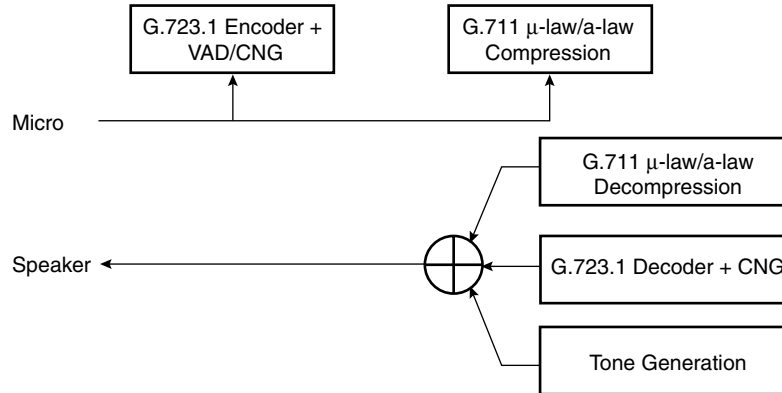 G.723.1 Encoder +
VAD/CNG
G.711 μ-law/a-law
Compression
Micro
G.711 μ-law/a-law
Decompression
Speaker
G.723.1 Decoder + CNG
Tone Generation